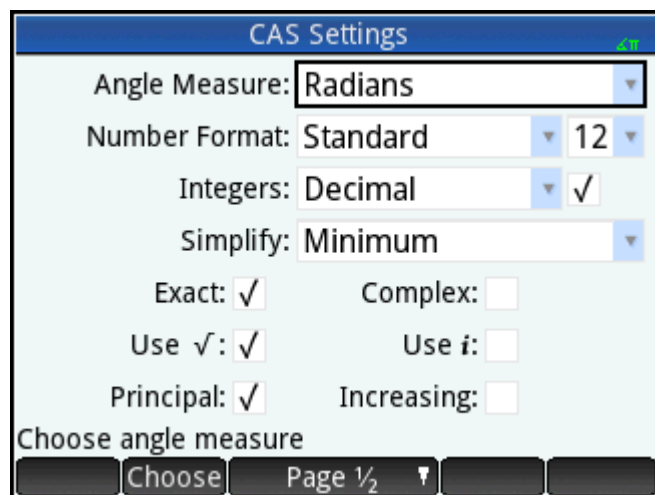 CAS Settings
∡π
Angle Measure: Radians
Number Format: Standard 12
Integers: Decimal √
Simplify: Minimum
Exact: √ Complex:
Use √: √ Use i:
Principal: √ Increasing:
Choose angle measure
Choose Page ½